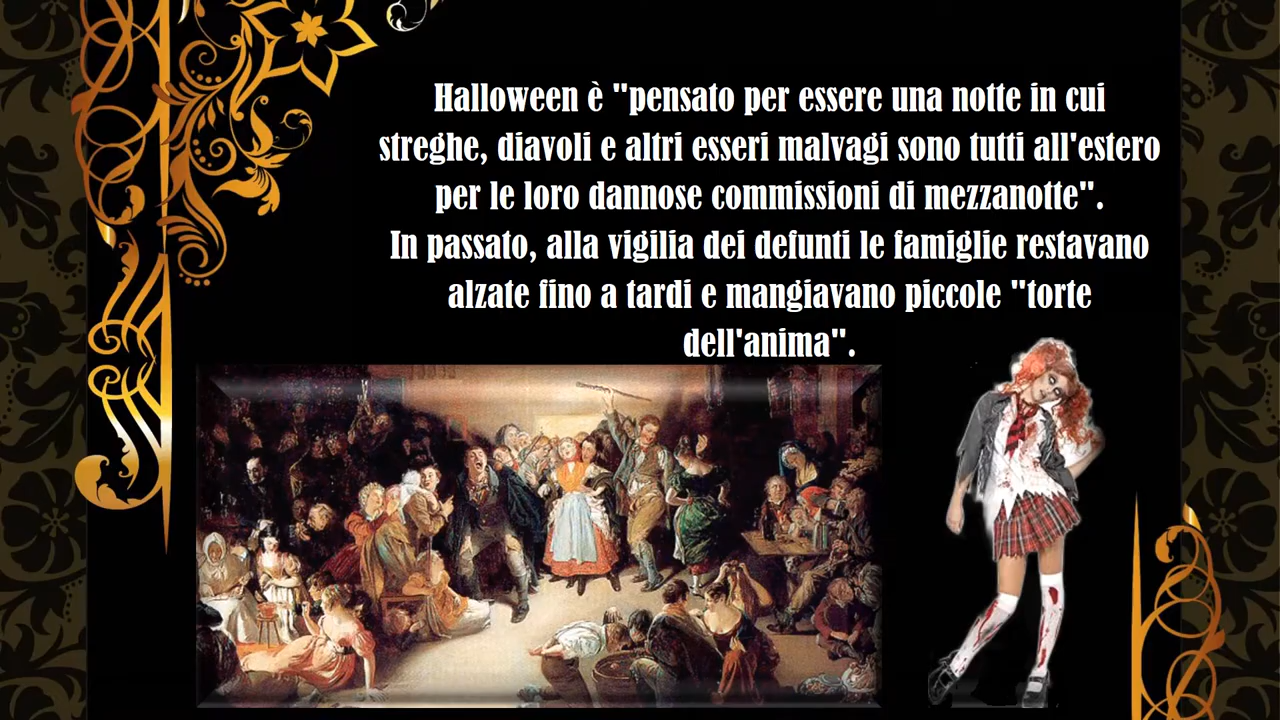 Halloween è "pensato per essere una notte in cui
streghe, diavoli e altri esseri malvagi sono tutti all'estero
per le loro dannose commissioni di mezzanotte".
In passato, alla vigilia dei defunti le famiglie restavano
alzate fino a tardi e mangiavano piccole "torte
dell'anima".